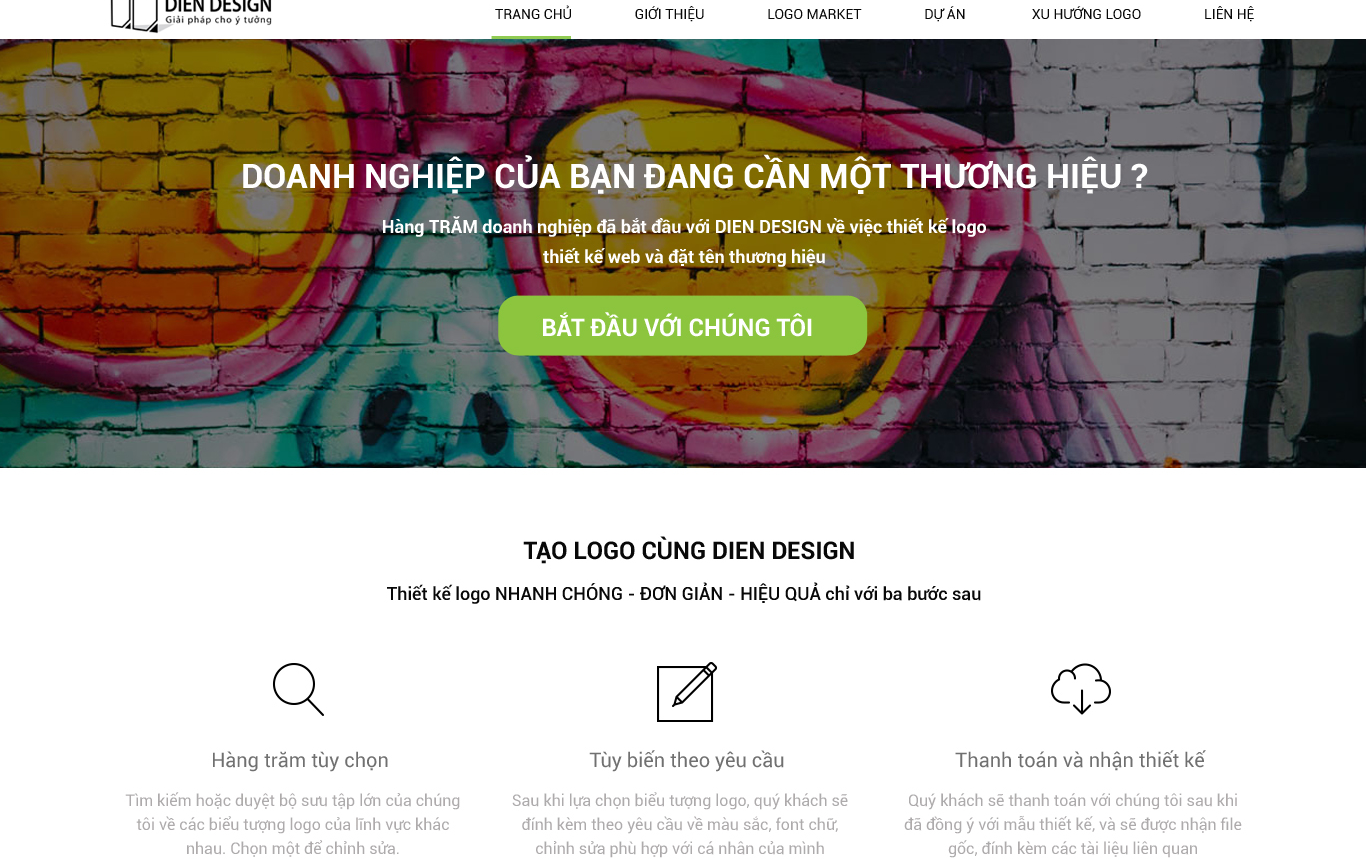 DIEN DESIGN
Giải pháp cho ý tưởng
TRANG CHỦ
GIỚI THIỆU
LOGO MARKET
DỰ ÁN
XU HƯỚNG LOGO
LIÊN HỆ
DOANH NGHIỆP CỦA BẠN ĐANG CẦN MỘT THƯƠNG HIỆU ?
Hàng TRĂM doanh nghiệp đã bắt đầu với DIEN DESIGN về việc thiết kế logo
thiết kế web và đặt tên thương hiệu
BẮT ĐẦU VỚI CHÚNG TÔI
TẠO LOGO CÙNG DIEN DESIGN
Thiết kế logo NHANH CHÓNG - ĐƠN GIẢN - HIỆU QUẢ chỉ với ba bước sau
Hàng trăm tùy chọn
Tìm kiếm hoặc duyệt bộ sưu tập lớn của chúng
tôi về các biểu tượng logo của lĩnh vực khác
nhau. Chọn một để chỉnh sửa.
Tùy biến theo yêu cầu
Sau khi lựa chọn biểu tượng logo, quý khách sẽ
đính kèm theo yêu cầu về màu sắc, font chữ,
chỉnh sửa phù hợp với cá nhân của mình
Thanh toán và nhận thiết kế
Quý khách sẽ thanh toán với chúng tôi sau khi
đã đồng ý với mẫu thiết kế, và sẽ được nhận file
gốc, đính kèm các tài liệu liên quan